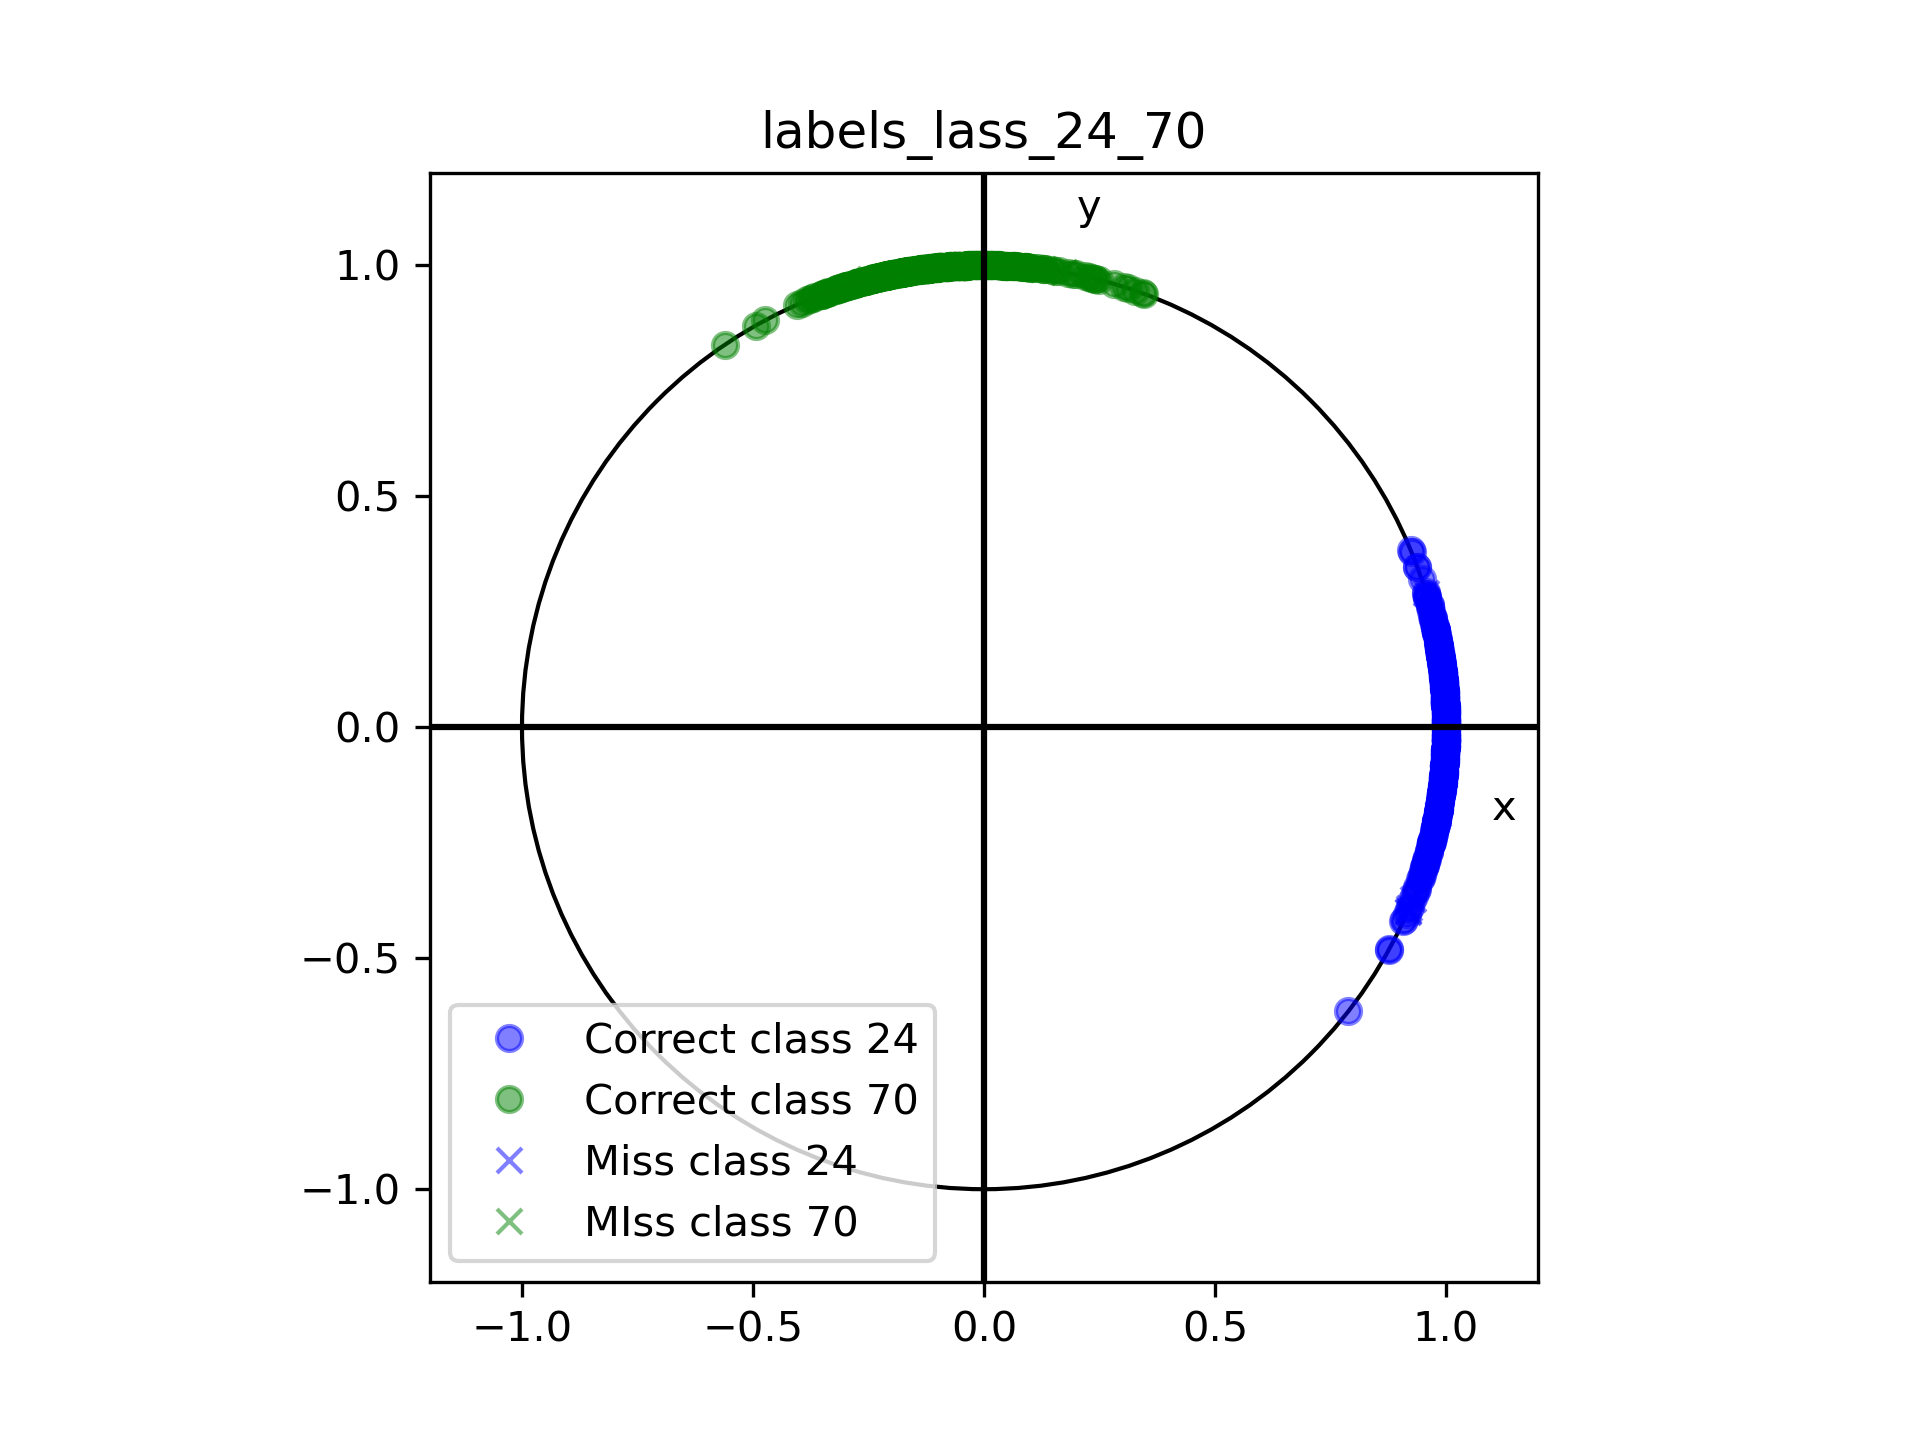 labels_lass_24_70
y
1.0
0.5
0.0
−0.5
−1.0
x
Correct class 24
Correct class 70
Miss class 24
MIss class 70
−1.0 −0.5 0.0 0.5 1.0